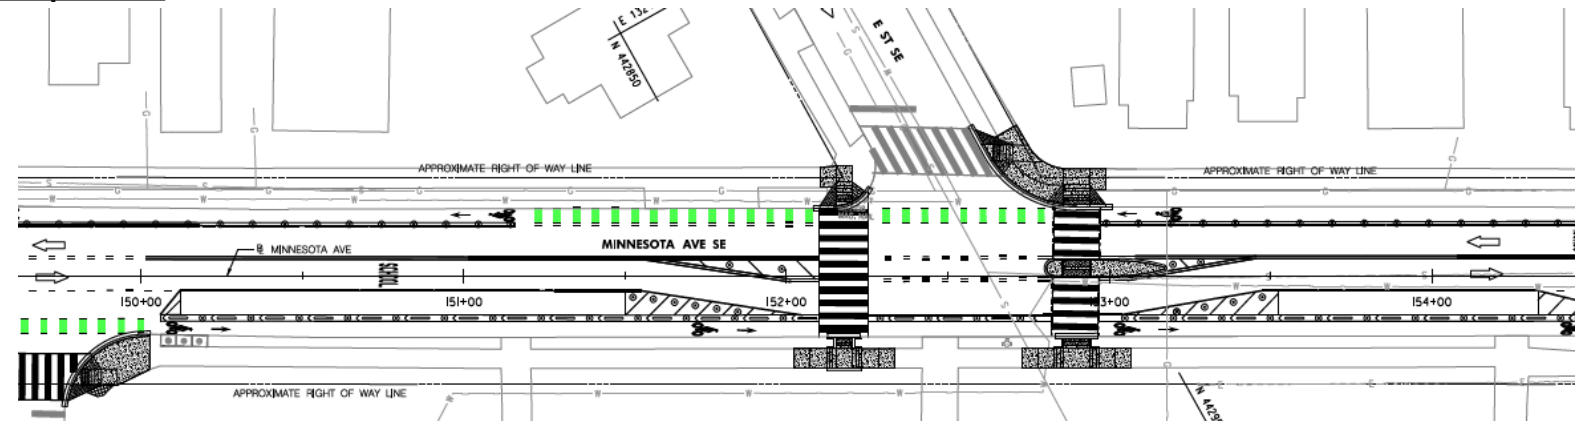 E ST SE
N 442850
APPROXIMATE RIGHT OF WAY LINE
APPROXIMATE RIGHT OF WAY LINE
MINNESOTA AVE SE
MINNESOTA AVE
SCHOOL
150+00
151+00
152+00
153+00
154+00
APPROXIMATE RIGHT OF WAY LINE